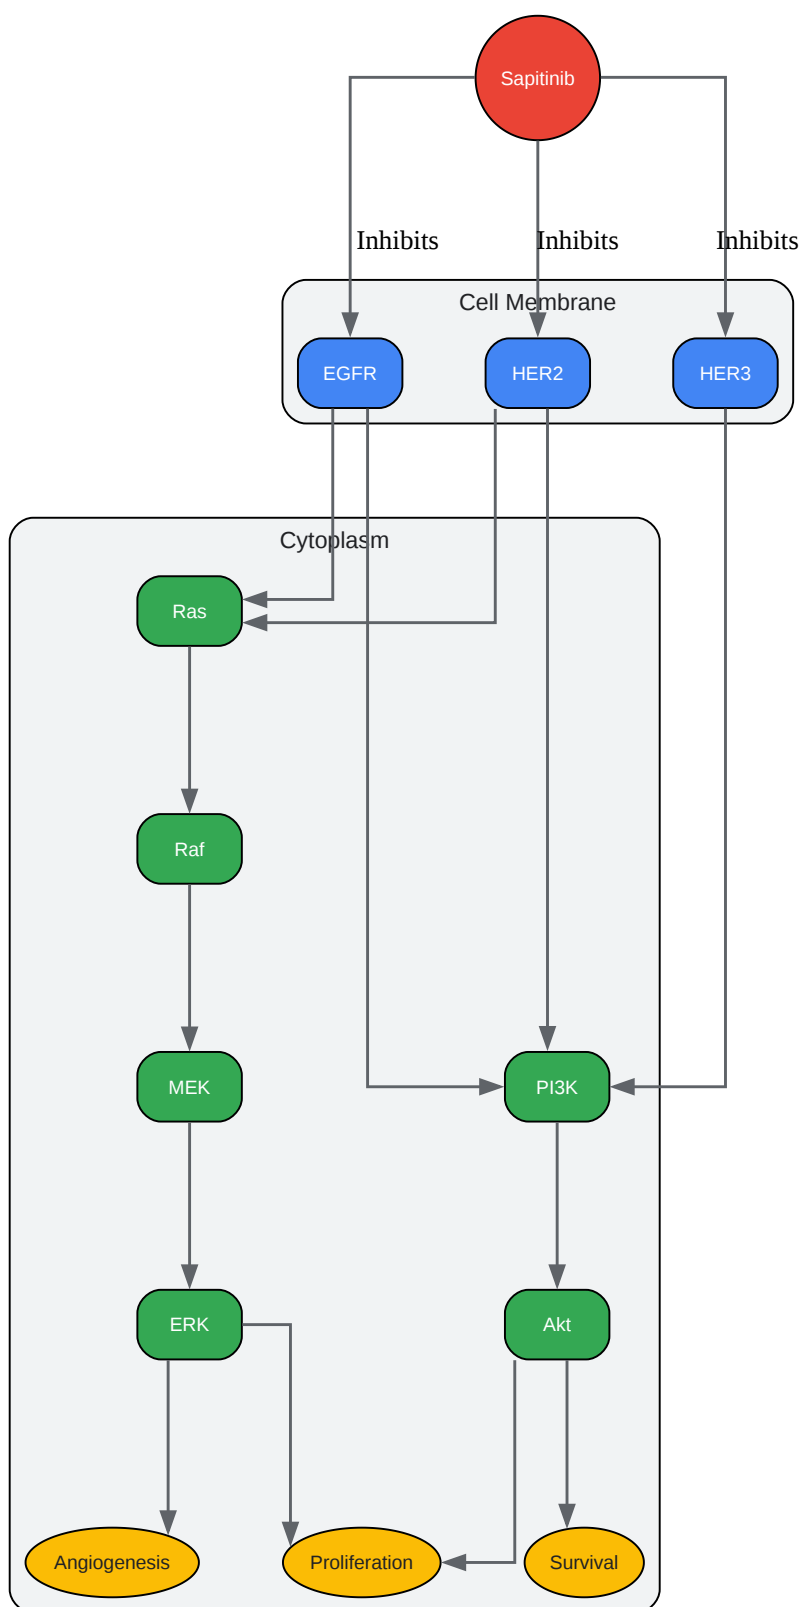 Sapitinib
Inhibits
Inhibits
Inhibits
Cell Membrane
EGFR
HER2
HER3
Cytoplasm
Ras
Raf
MEK
PI3K
ERK
Akt
Angiogenesis
Proliferation
Survival